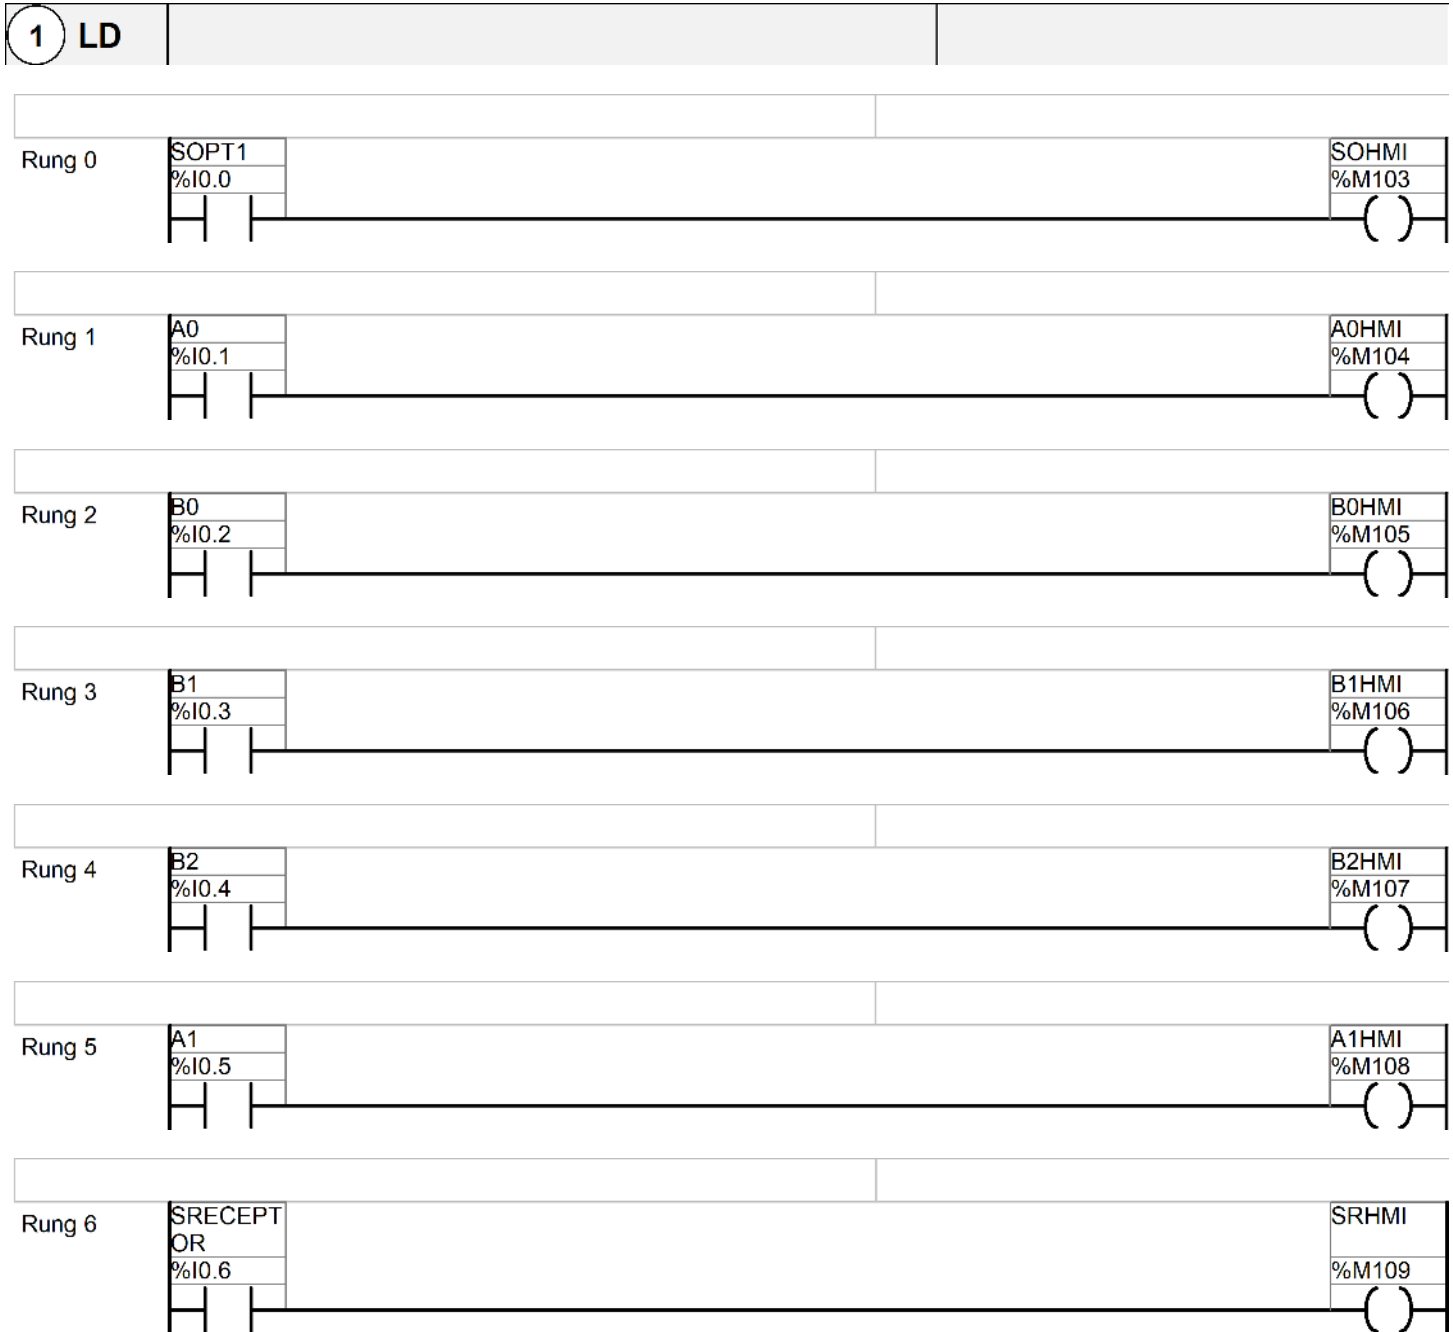 1 LD
Rung 0
SOPT1
%I0.0
SOHMI
%M103
Rung 1
A0
%I0.1
A0HMI
%M104
Rung 2
B0
%I0.2
B0HMI
%M105
Rung 3
B1
%I0.3
B1HMI
%M106
Rung 4
B2
%I0.4
B2HMI
%M107
Rung 5
A1
%I0.5
A1HMI
%M108
Rung 6
SRECEPT
OR
%I0.6
SRHMI
%M109